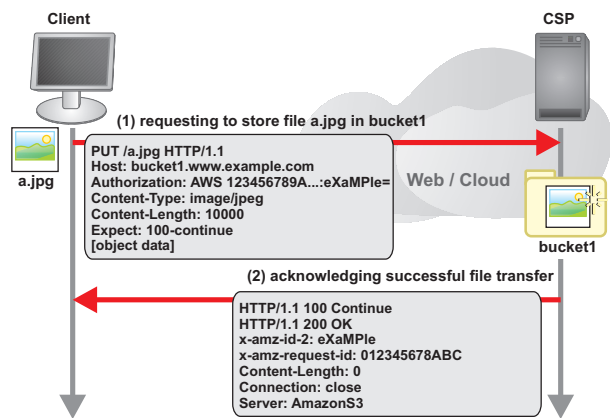 Client
CSP
(1) requesting to store file a.jpg in bucket1
PUT /a.jpg HTTP/1.1
Host: bucket1.www.example.com
Authorization: AWS 123456789A...:eXaMPle=
Content-Type: image/jpeg
Content-Length: 10000
Expect: 100-continue
[object data]
a.jpg
Web / Cloud
bucket1
(2) acknowledging successful file transfer
HTTP/1.1 100 Continue
HTTP/1.1 200 OK
x-amz-id-2: eXaMPle
x-amz-request-id: 012345678ABC
Content-Length: 0
Connection: close
Server: AmazonS3